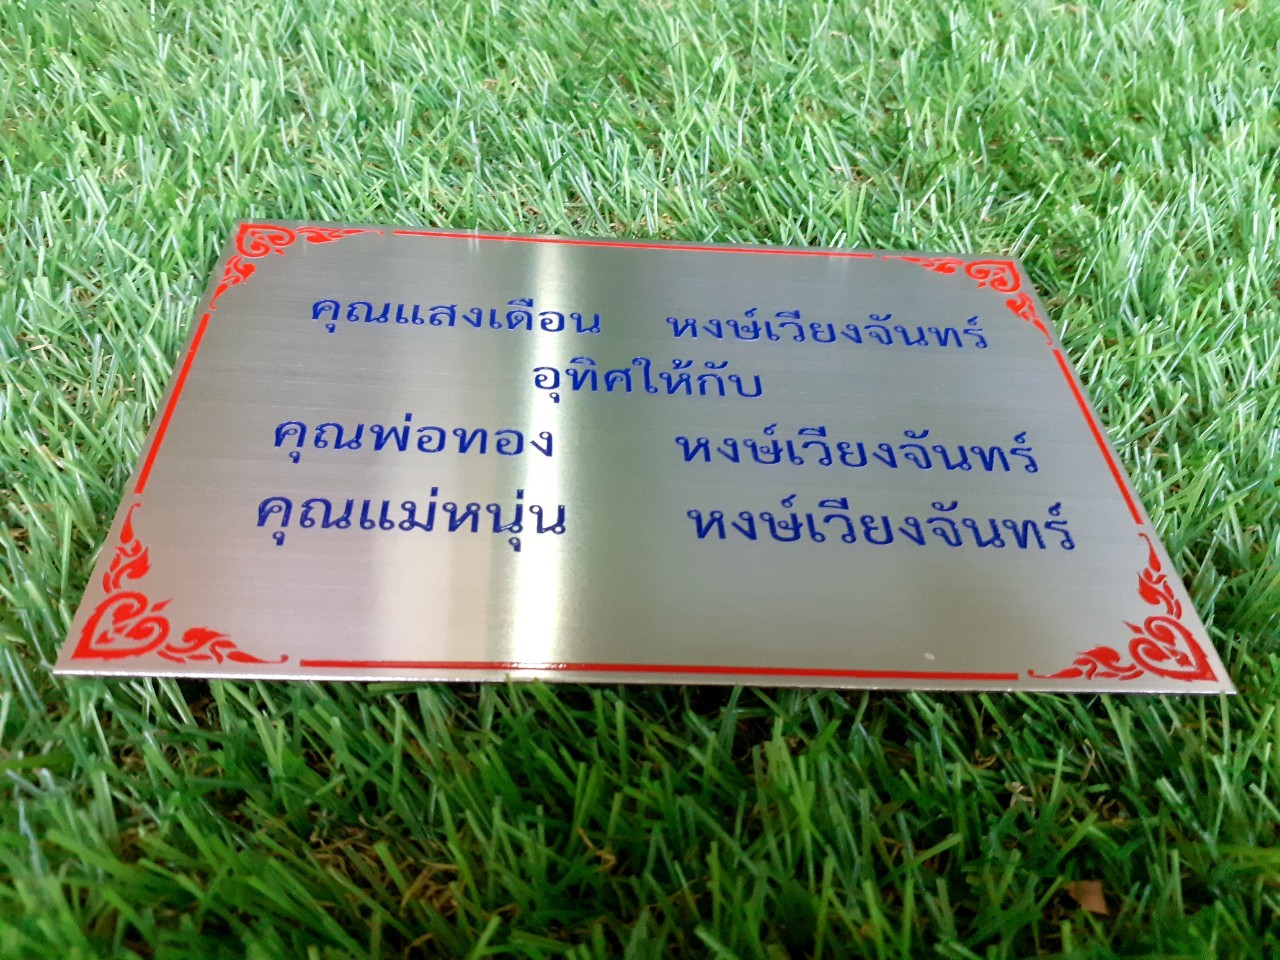 คุณแสงเดือน หงษ์เวียงจันทร์
อุทิศให้กับ
คุณพ่อทอง หงษ์เวียงจันทร์
คุณแม่หนุ่น หงษ์เวียงจันทร์